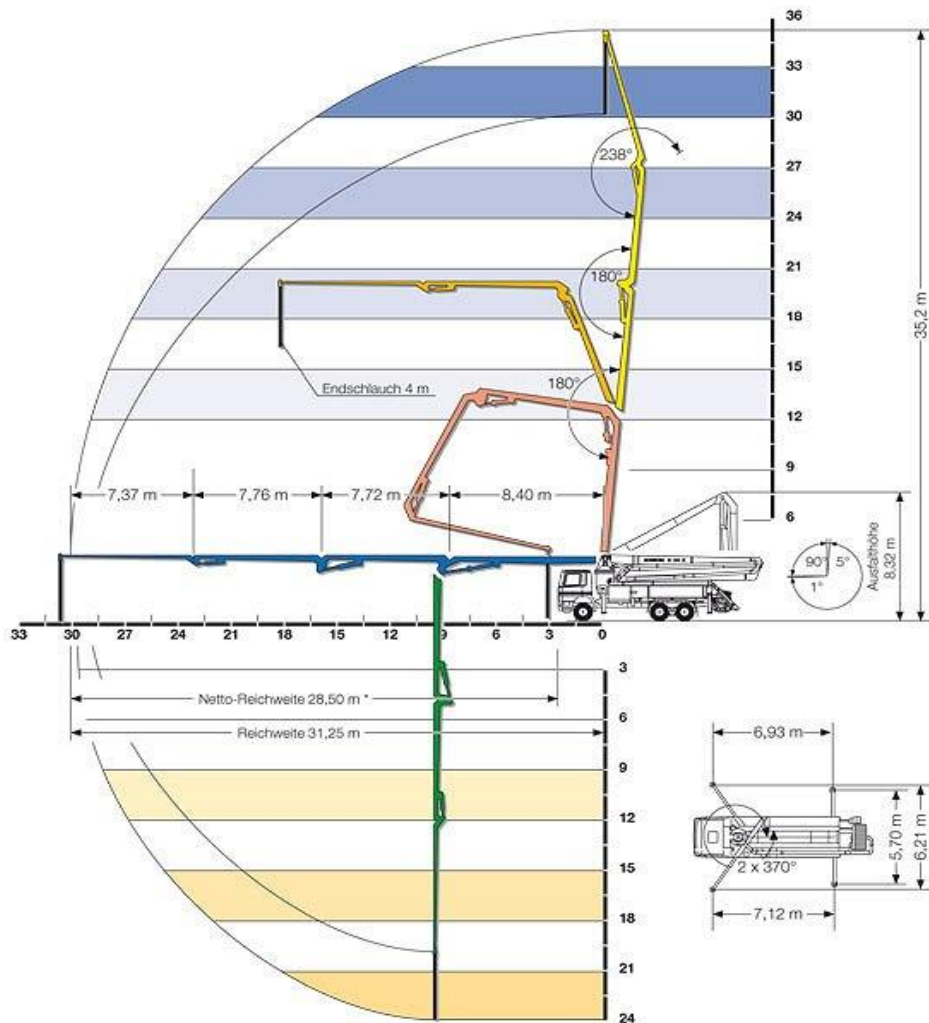 36
33
30
27
24
21
18
15
12
9
6
238°
180°
180°
35,2 m
Endschlauch 4 m
7,37 m
7,76 m
7,72 m
8,40 m
Ausfalthöhe
8,32 m
90°
5°
1°
33 30 27 24 21 18 15 12 9 6 3 0
3
6
9
12
15
18
21
24
Netto-Reichweite 28,50 m *
Reichweite 31,25 m
6,93 m
5,70 m
6,21 m
2 x 370°
7,12 m